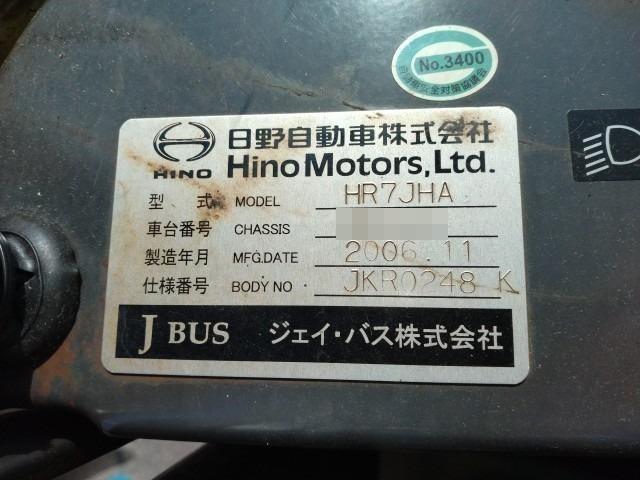 No.3400
HINO
日野自動車株式会社
Hino Motors, Ltd.
型 式 MODEL HR7JHA
車台番号 CHASSIS
製造年月 MFG.DATE 2006.11
仕様番号 BODY NO JKR0248 K
J BUS ジェイ・バス株式会社